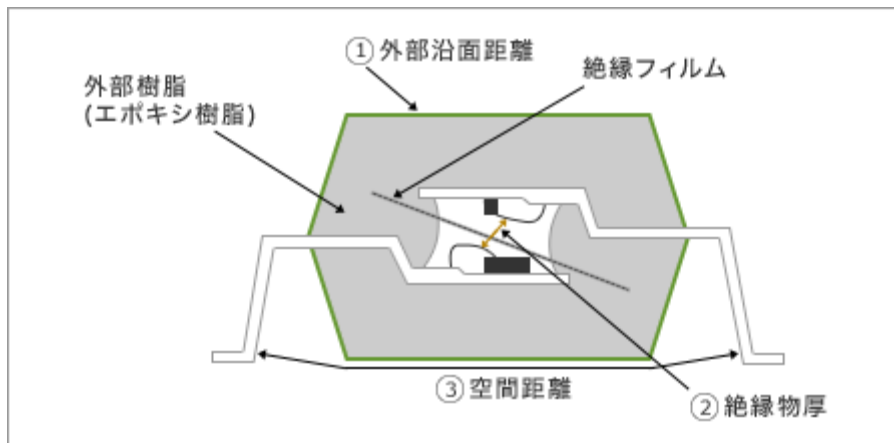 ①外部沿面距離
絶縁フィルム
外部樹脂
(エポキシ樹脂)
③空間距離
②絶縁物厚